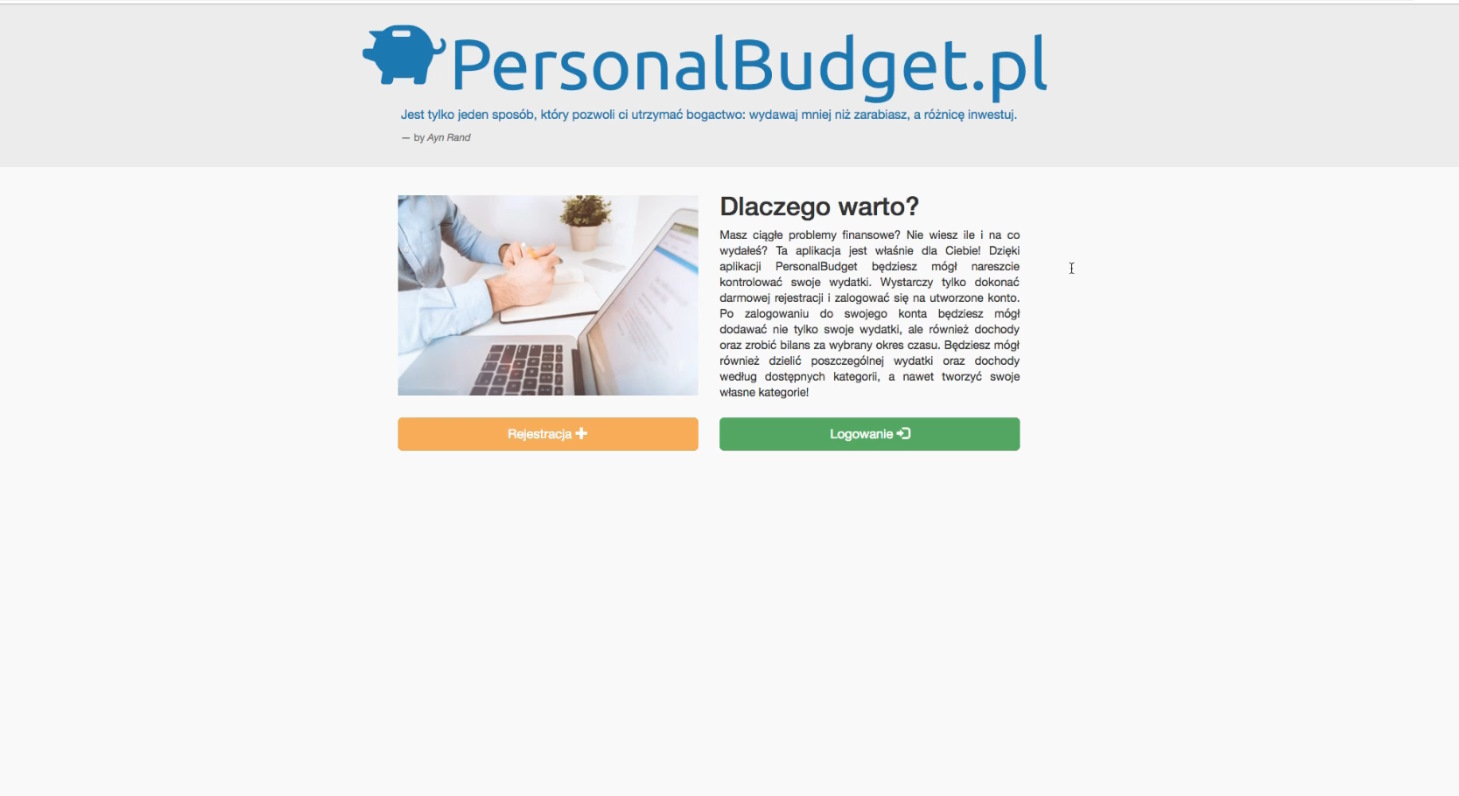 PersonalBudget.pl
Jest tylko jeden sposób, który pozwoli ci utrzymać bogactwo: wydawaj mniej niż zarabiasz, a różnicę inwestuj.
— by Ayn Rand
Dlaczego warto?
Masz ciągłe problemy finansowe? Nie wiesz ile i na co
wydałeś? Ta aplikacja jest właśnie dla Ciebie! Dzięki
aplikacji PersonalBudget będziesz mógł nareszcie
kontrolować swoje wydatki. Wystarczy tylko dokonać
darmowej rejestracji i zalogować się na utworzone konto.
Po zalogowaniu do swojego konta będziesz mógł
dodawać nie tylko swoje wydatki, ale również dochody
oraz zrobić bilans za wybrany okres czasu. Będziesz mógł
również dzielić poszczególnej wydatki oraz dochody
według dostępnych kategorii, a nawet tworzyć swoje
własne kategorie!
Rejestracja
Logowanie